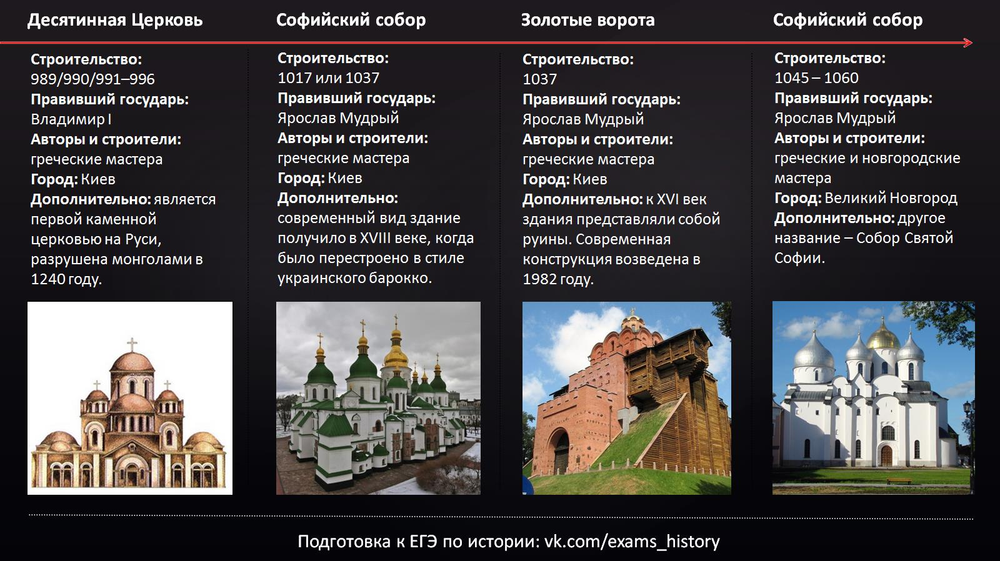 Десятинная Церковь
Строительство:
989/990/991–996
Правивший государь:
Владимир I
Авторы и строители:
греческие мастера
Город: Киев
Дополнительно: является
первой каменной
церковью на Руси,
разрушена монголами в
1240 году.
Софийский собор
Строительство:
1017 или 1037
Правивший государь:
Ярослав Мудрый
Авторы и строители:
греческие мастера
Город: Киев
Дополнительно:
современный вид здание
получило в XVIII веке, когда
было перестроено в стиле
украинского барокко.
Золотые ворота
Строительство:
1037
Правивший государь:
Ярослав Мудрый
Авторы и строители:
греческие мастера
Город: Киев
Дополнительно: к XVI век
здания представляли собой
руины. Современная
конструкция возведена в
1982 году.
Софийский собор
Строительство:
1045 – 1060
Правивший государь:
Ярослав Мудрый
Авторы и строители:
греческие и новгородские
мастера
Город: Великий Новгород
Дополнительно: другое
название – Собор Святой
Софии.
Подготовка к ЕГЭ по истории: vk.com/exams_history